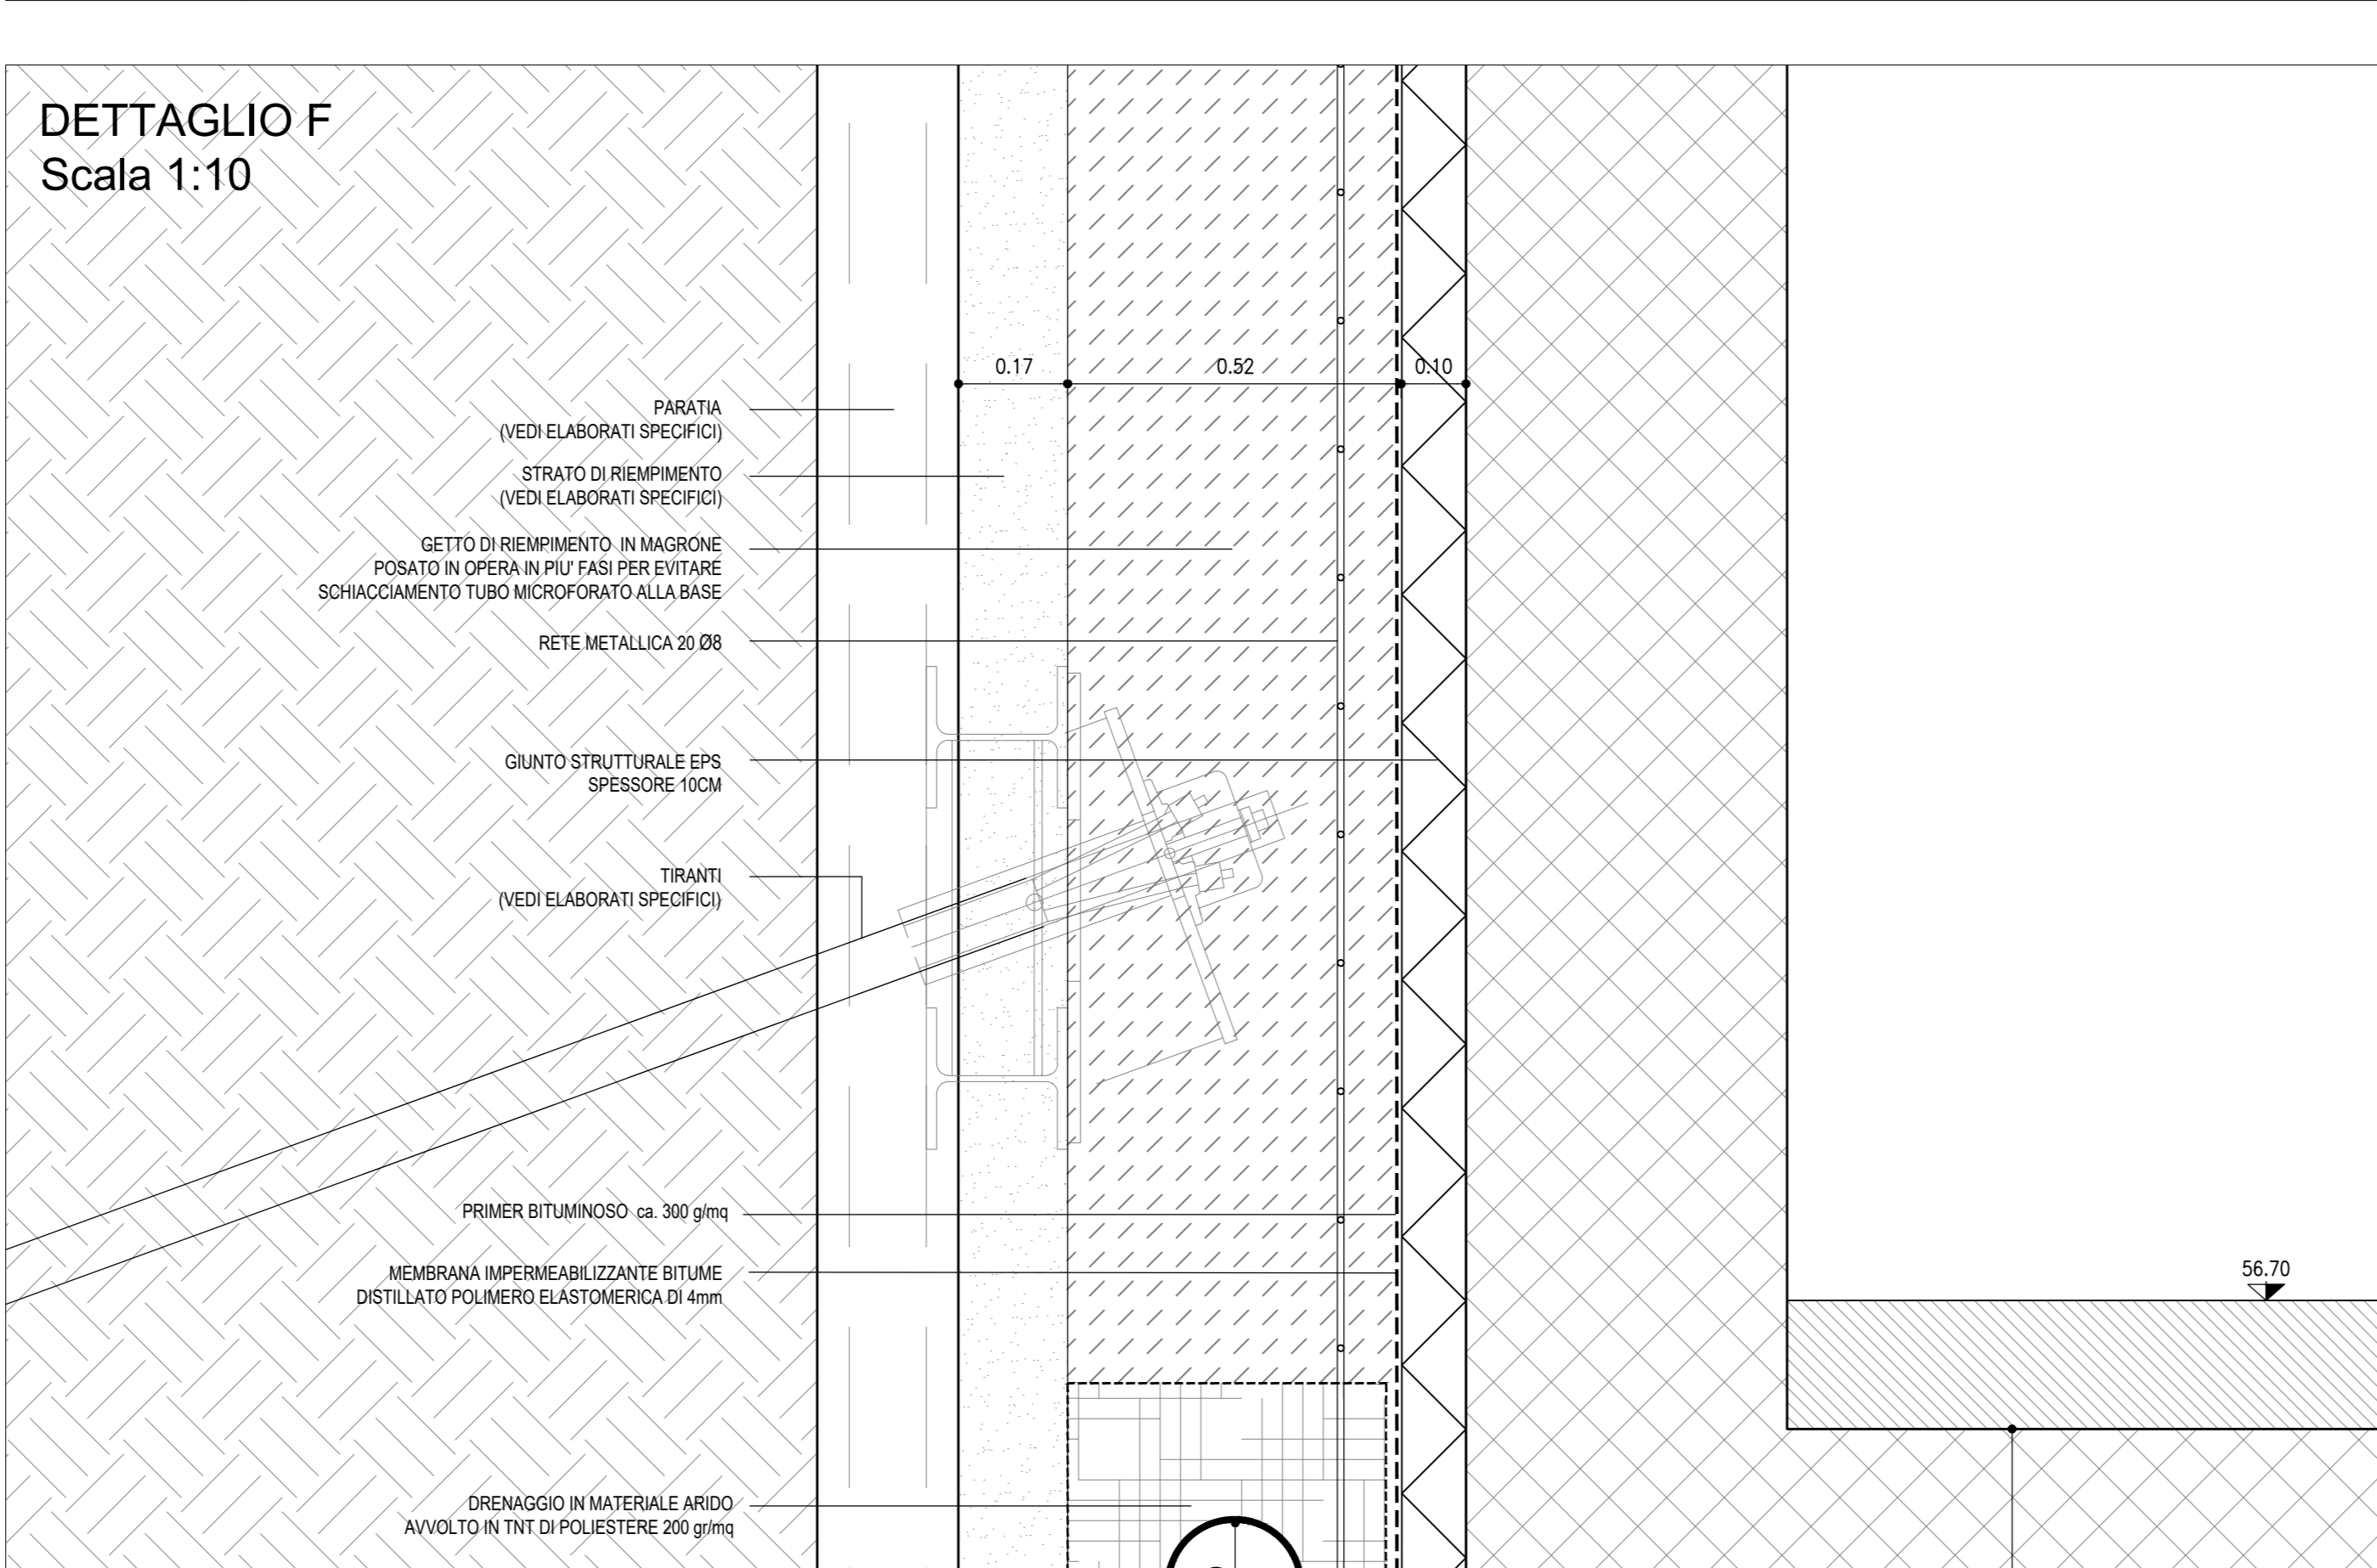 DETTAGLIO F
Scala 1:10
0.17
0.52
0.10
PARATIA
(VEDI ELABORATI SPECIFICI)
STRATO DI RIEMPIMENTO
(VEDI ELABORATI SPECIFICI)
GETTO DI RIEMPIMENTO IN MAGRONE
POSATO IN OPERA IN PIU' FASI PER EVITARE
SCHIACCIAMENTO TUBO MICROFORATO ALLA BASE
RETE METALLICA 20 Ø8
GIUNTO STRUTTURALE EPS
SPESSORE 10CM
TIRANTI
(VEDI ELABORATI SPECIFICI)
PRIMER BITUMINOSO ca. 300 g/mq
56.70
MEMBRANA IMPERMEABILIZZANTE BITUME
DISTILLATO POLIMERO ELASTOMERICA DI 4mm
DRENAGGIO IN MATERIALE ARIDO
AVVOLTO IN TNT DI POLIESTERE 200 gr/mq